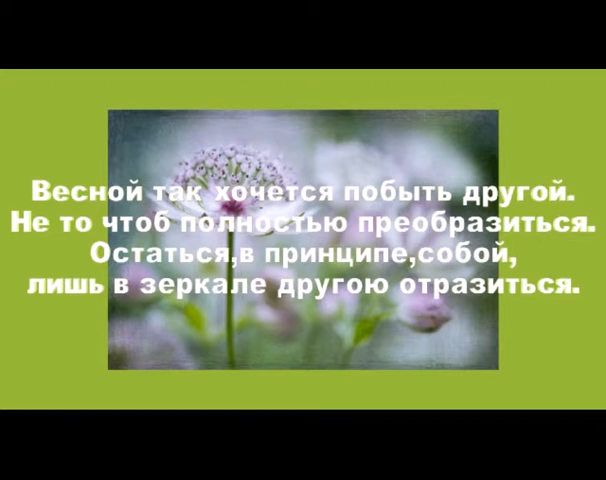 Весной так хочется побыть другой.
Не то чтоб полностью преобразиться.
Остаться,в принципе,собой,
лишь в зеркале другою отразиться.